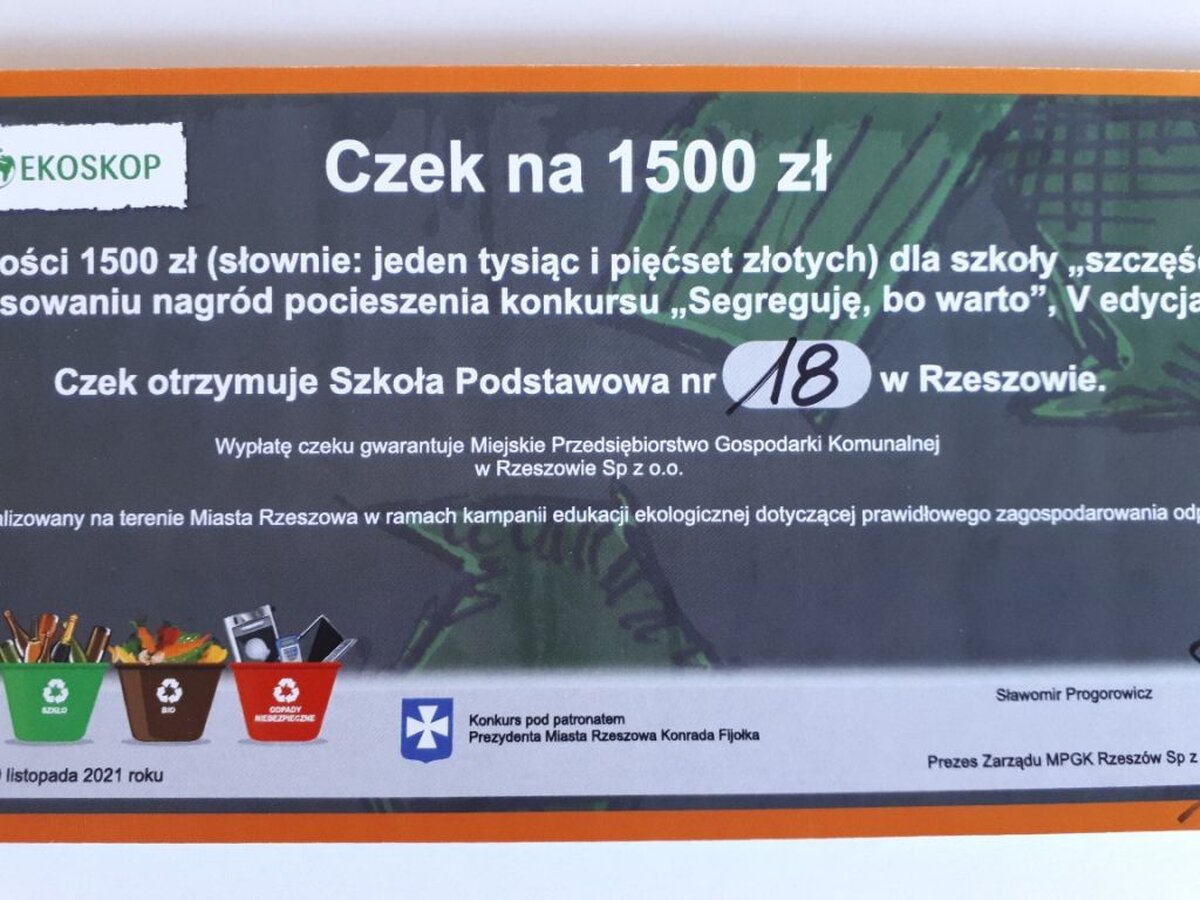 EKOSKOP
Czek na 1500 zł
ości 1500 zł (słownie: jeden tysiąc i pięćset złotych) dla szkoły „szczęśc
sowaniu nagród pocieszenia konkursu „Segreguję, bo warto”, V edycja
Czek otrzymuje Szkoła Podstawowa nr 18 w Rzeszowie.
Wypłatę czeku gwarantuje Miejskie Przedsiębiorstwo Gospodarki Komunalnej
w Rzeszowie Sp z o.o.
alizowany na terenie Miasta Rzeszowa w ramach kampanii edukacji ekologicznej dotyczącej prawidłowego zagospodarowania odp
SZKŁO
BIO
ODPADY
NIEBEZPIECZNE
Konkurs pod patronatem
Prezydenta Miasta Rzeszowa Konrada Fijołka
Sławomir Progorowicz
Prezes Zarządu MPGK Rzeszów Sp z
listopada 2021 roku